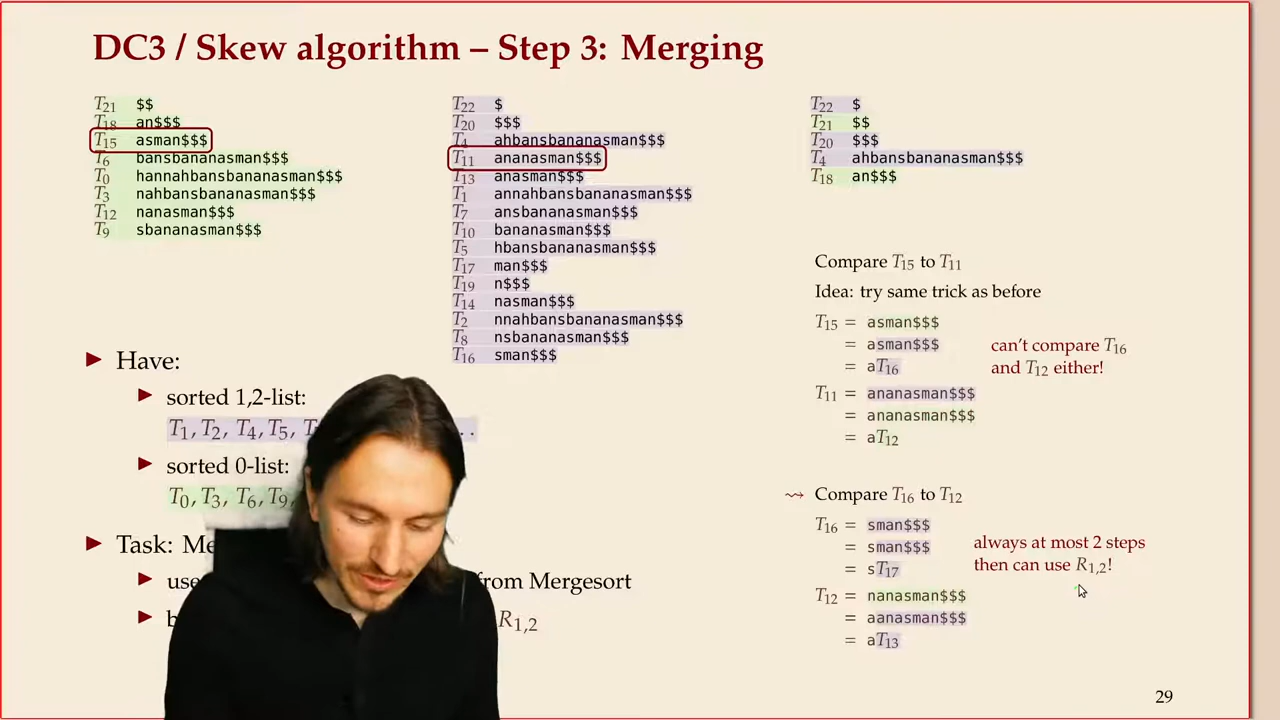 DC3 / Skew algorithm – Step 3: Merging
T21 $$
T18 an$$$
T15 asman$$$
T6 bansbananasman$$$
T0 hannahbansbananasman$$$
T3 nahbansbananasman$$$
T12 nanasman$$$
T9 sbananasman$$$
T22 $
T20 $$$
T4 ahbansbananasman$$$
T11 ananasman$$$
T13 anasman$$$
T1 annahbansbananasman$$$
T7 ansbananasman$$$
T10 bananasman$$$
T5 hbansbananasman$$$
T17 man$$$
T19 n$$$
T14 nasman$$$
T2 nnahbansbananasman$$$
T8 nsbananasman$$$
T16 sman$$$
T22 $
T21 $$
T20 $$$
T4 ahbansbananasman$$$
T18 an$$$
Have:
sorted 1,2-list:
T1, T2, T4, T5,
sorted 0-list:
T0, T3, T6, T9,
Task:
from Mergesort
R1,2
Compare T15 to T11
Idea: try same trick as before
T15 = asman$$$
= asman$$$
= aT16
can't compare T16
and T12 either!
T11 = ananasman$$$
= ananasman$$$
= aT12
⇝ Compare T16 to T12
T16 = sman$$$
= sman$$$
= sT17
always at most 2 steps
then can use R1,2!
T12 = nanasman$$$
= aanasman$$$
= aT13
29